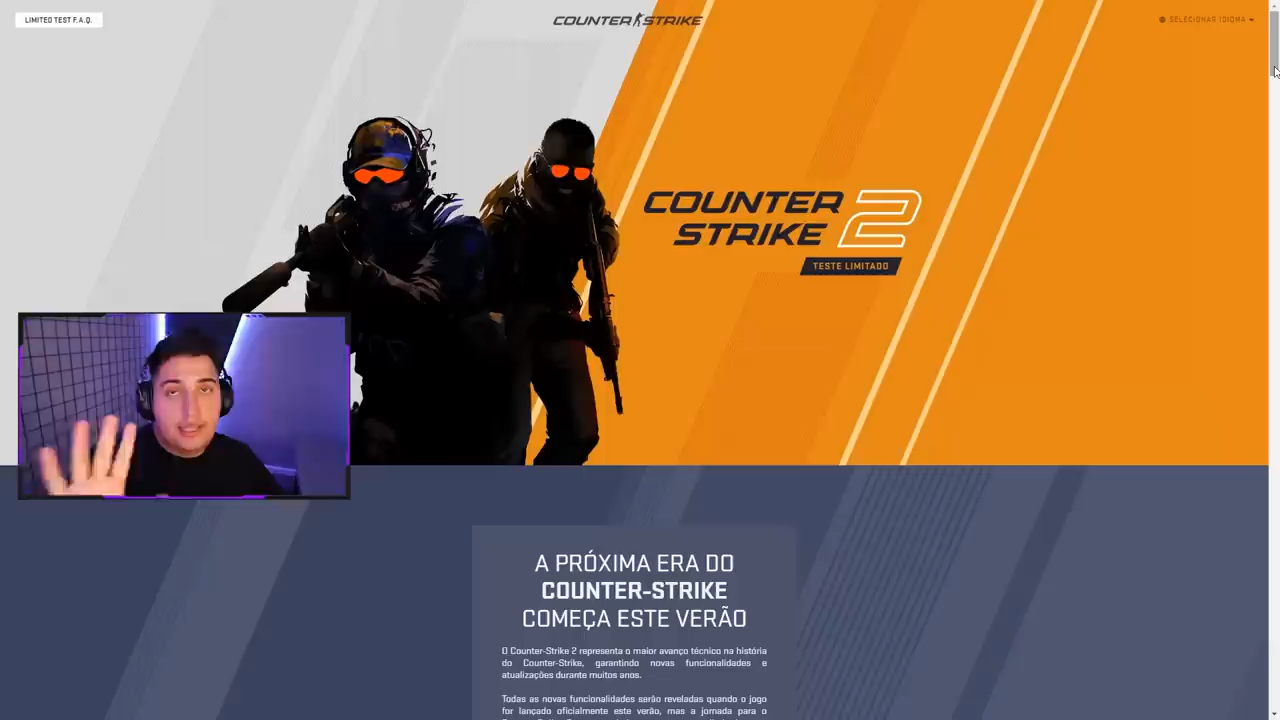 LIMITED TEST F.A.Q.
COUNTER STRIKE
SELECIONAR IDIOMA
COUNTER
STRIKE 2
TESTE LIMITADO
A PRÓXIMA ERA DO
COUNTER-STRIKE
COMEÇA ESTE VERÃO
O Counter-Strike 2 representa o maior avanço técnico na história
do Counter-Strike, garantindo novas funcionalidades e
atualizações durante muitos anos.
Todas as novas funcionalidades serão reveladas quando o jogo
for lançado oficialmente este verão, mas a jornada para o